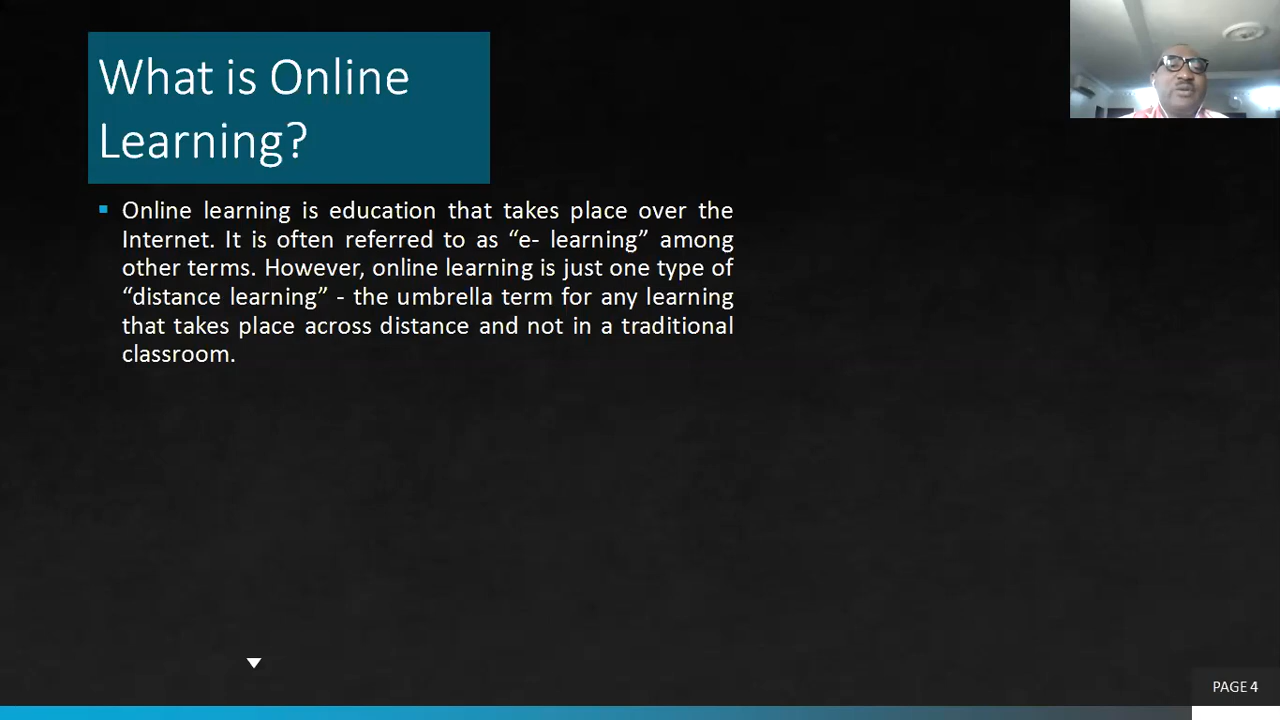 What is Online
Learning?
Online learning is education that takes place over the
Internet. It is often referred to as “e- learning” among
other terms. However, online learning is just one type of
“distance learning” - the umbrella term for any learning
that takes place across distance and not in a traditional
classroom.
PAGE 4